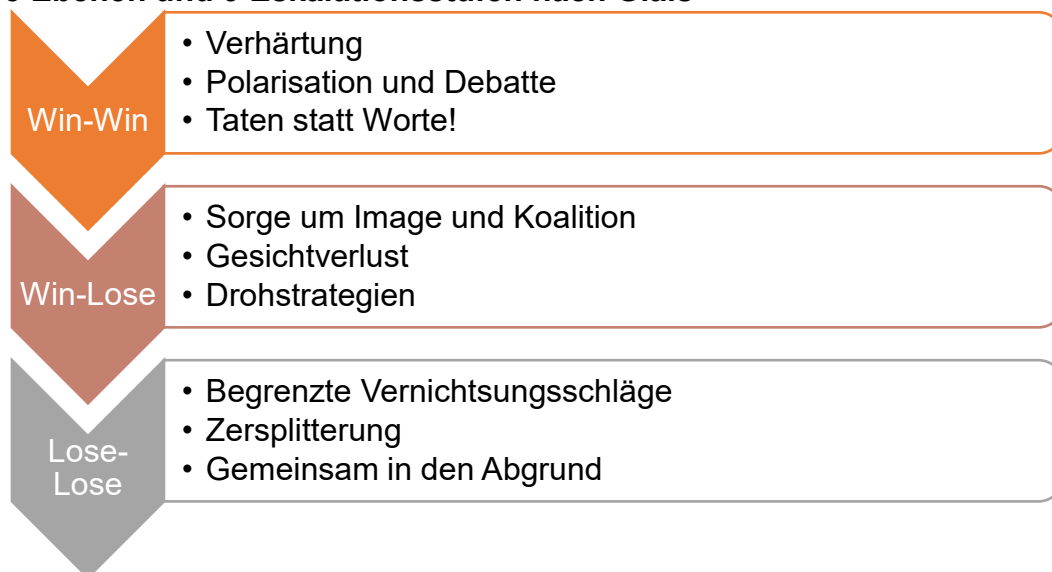 Verhärtung
Polarisation und Debatte
Win-Win
Taten statt Worte!
Sorge um Image und Koalition
Gesichtverlust
Win-Lose
Drohstrategien
Begrenzte Vernichtsungsschläge
Zersplitterung
Lose-
Lose
Gemeinsam in den Abgrund